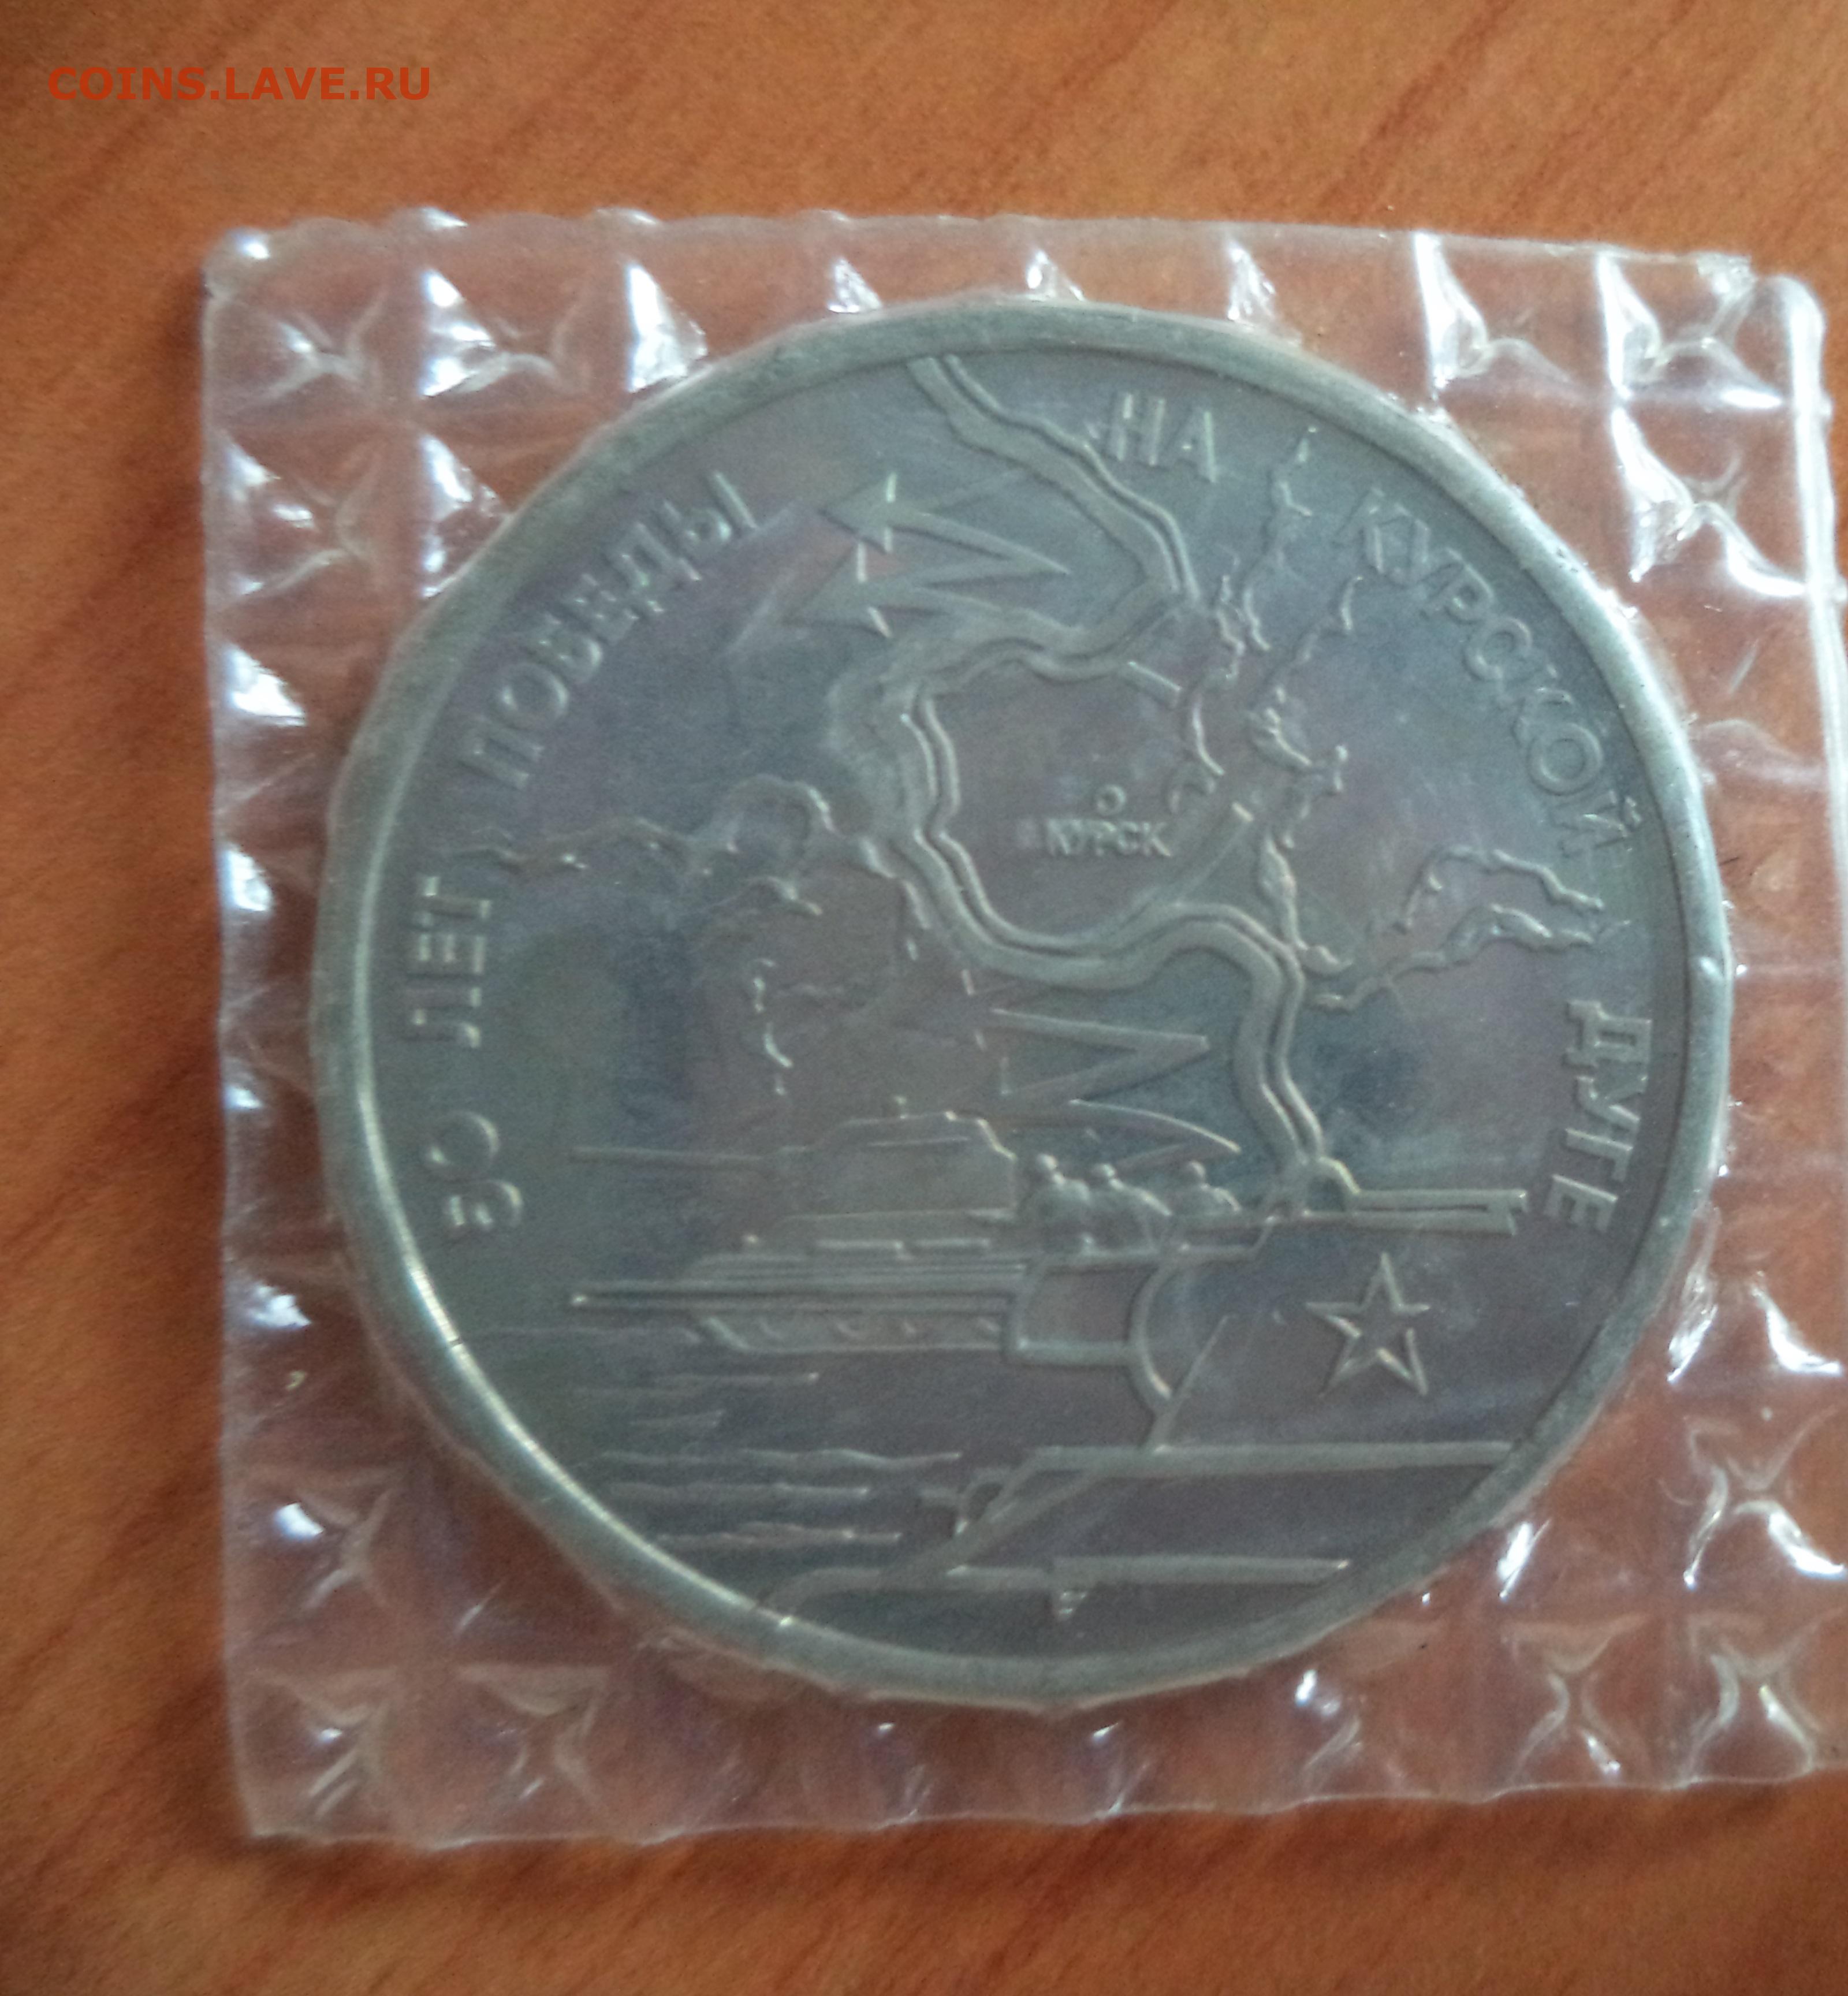 COINS.LAVE.RU
50 ЛЕТ ПОБЕДЫ НА КУРСКОЙ ДУГЕ
КУРСК